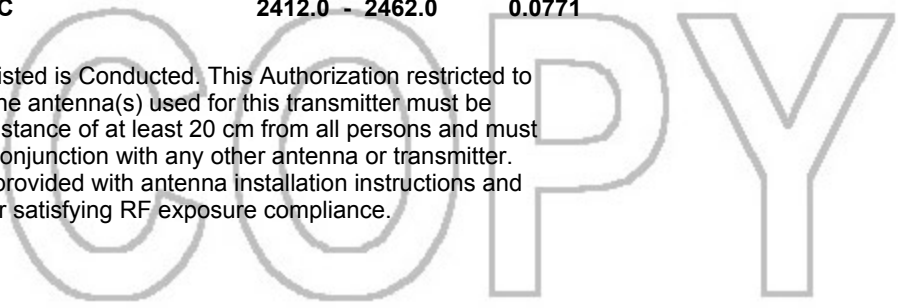 C 2412.0 - 2462.0 0.0771
isted is Conducted. This Authorization restricted to
ne antenna(s) used for this transmitter must be
stance of at least 20 cm from all persons and must
onjunction with any other antenna or transmitter.
provided with antenna installation instructions and
r satisfying RF exposure compliance.
COPY